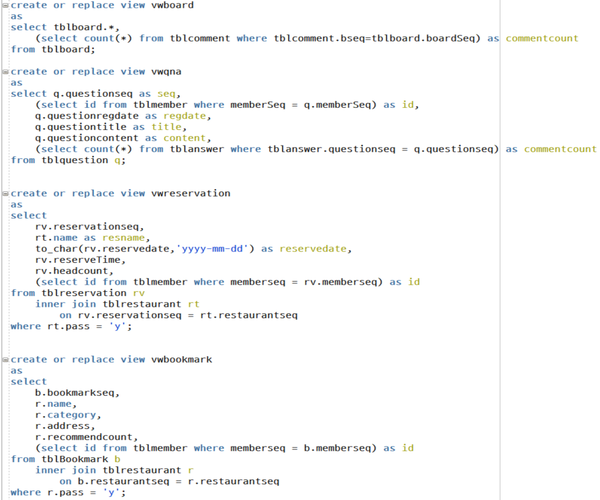 create or replace view vwboard
as
select tblboard.*,
    (select count(*) from tblcomment where tblcomment.bseq=tblboard.boardSeq) as commentcount
from tblboard;
create or replace view vwqna
as
select q.questionseq as seq,
    (select id from tblmember where memberSeq = q.memberSeq) as id,
    q.questionregdate as regdate,
    q.questiontitle as title,
    q.questioncontent as content,
    (select count(*) from tblanswer where tblanswer.questionseq = q.questionseq) as commentcount
from tblquestion q;
create or replace view vwreservation
as
select
    rv.reservationseq,
    rt.name as resname,
    to_char(rv.reservedate,'yyyy-mm-dd') as reservedate,
    rv.reserveTime,
    rv.headcount,
    (select id from tblmember where memberseq = rv.memberseq) as id
from tblreservation rv
    inner join tblrestaurant rt
        on rv.reservationseq = rt.restaurantseq
where rt.pass = 'y';
create or replace view vwbookmark
as
select
    b.bookmarkseq,
    r.name,
    r.category,
    r.address,
    r.recommendcount,
    (select id from tblmember where memberseq = b.memberseq) as id
from tblBookmark b
    inner join tblrestaurant r
        on b.restaurantseq = r.restaurantseq
where r.pass = 'y';